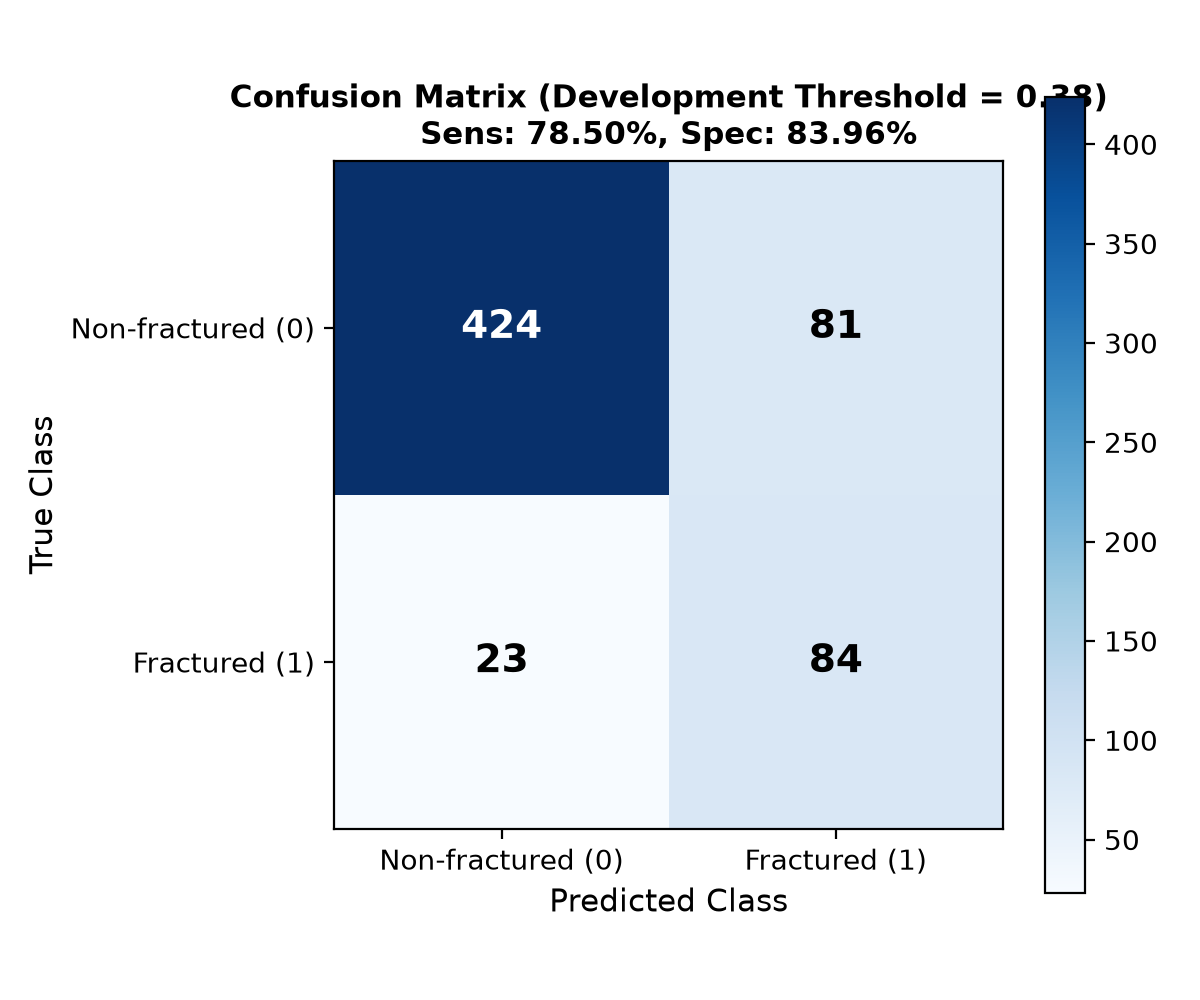 Confusion Matrix (Development Threshold = 0.38)
Sens: 78.50%, Spec: 83.96%
400
350
300
250
200
150
100
50
True Class
Non-fractured (0)
424
81
Fractured (1)
23
84
Non-fractured (0)
Fractured (1)
Predicted Class